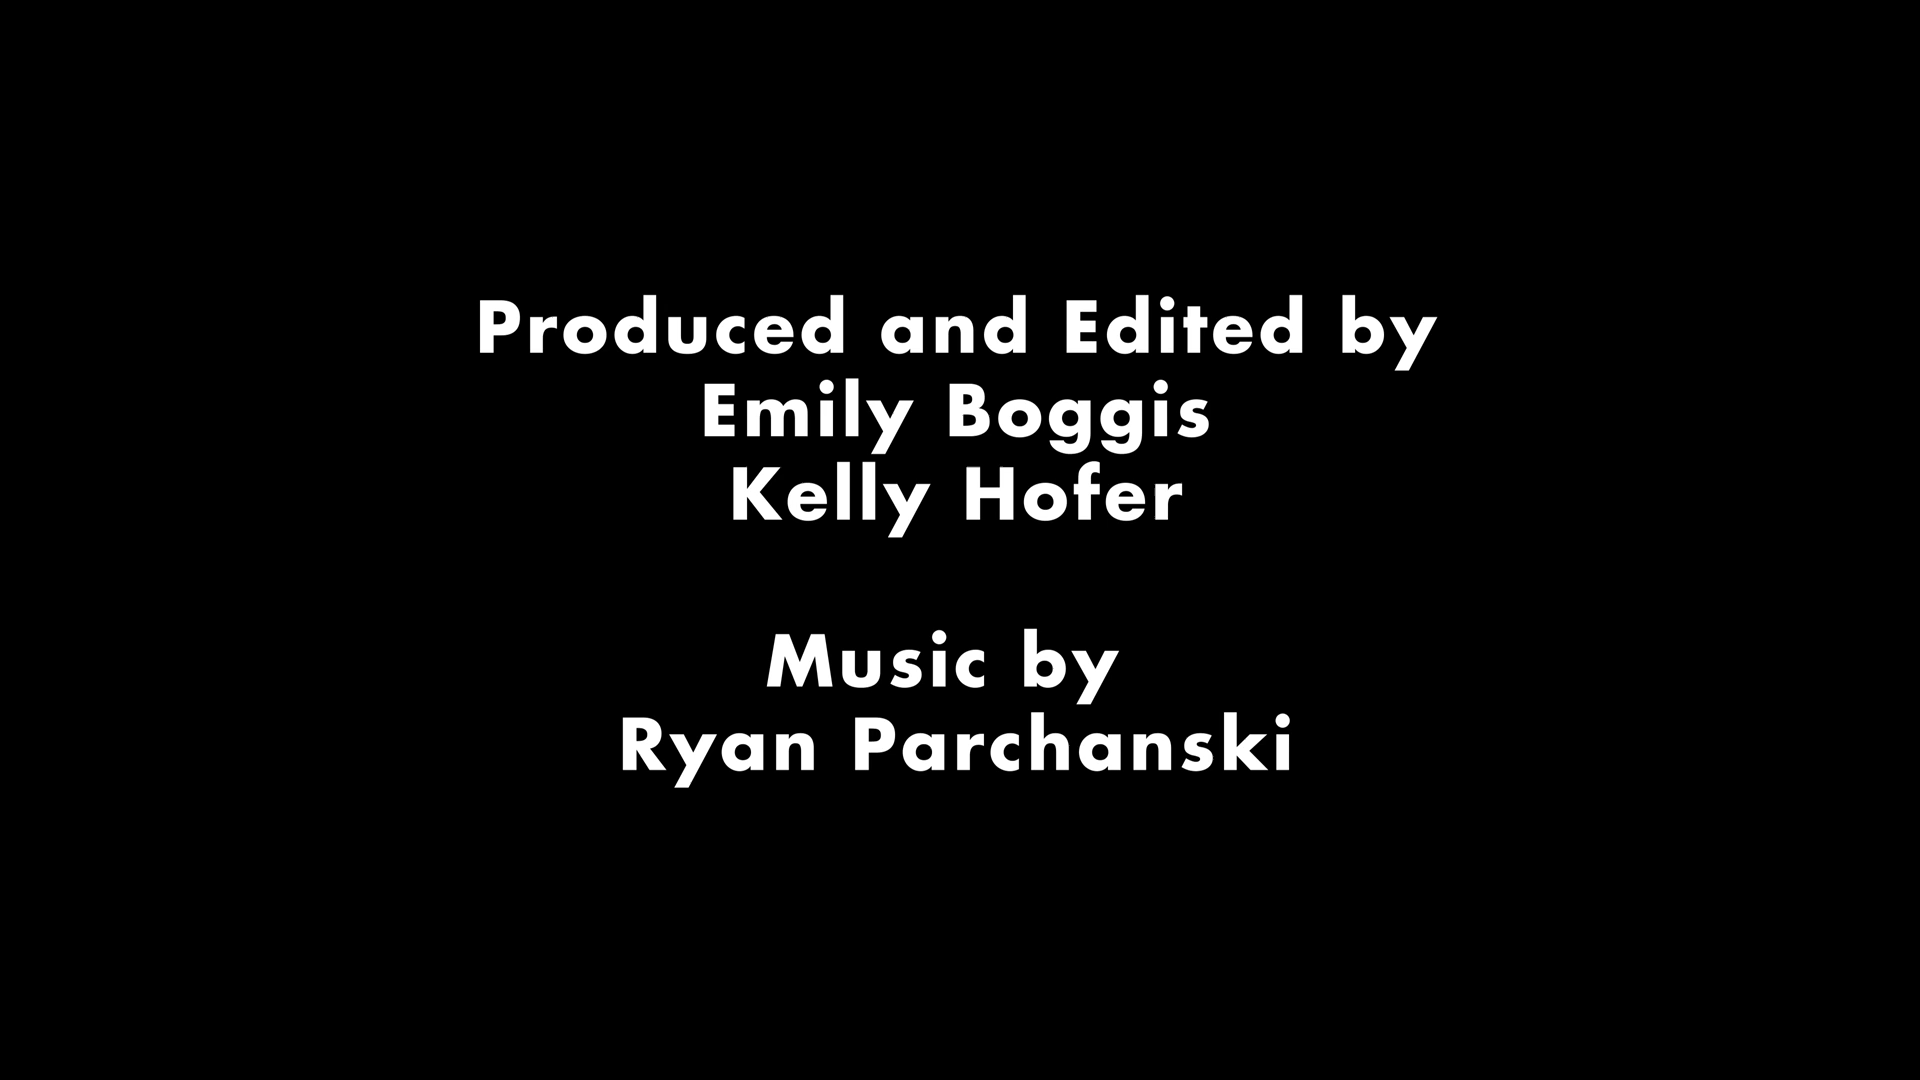 Produced and Edited by
Emily Boggis
Kelly Hofer
Music by
Ryan Parchanski